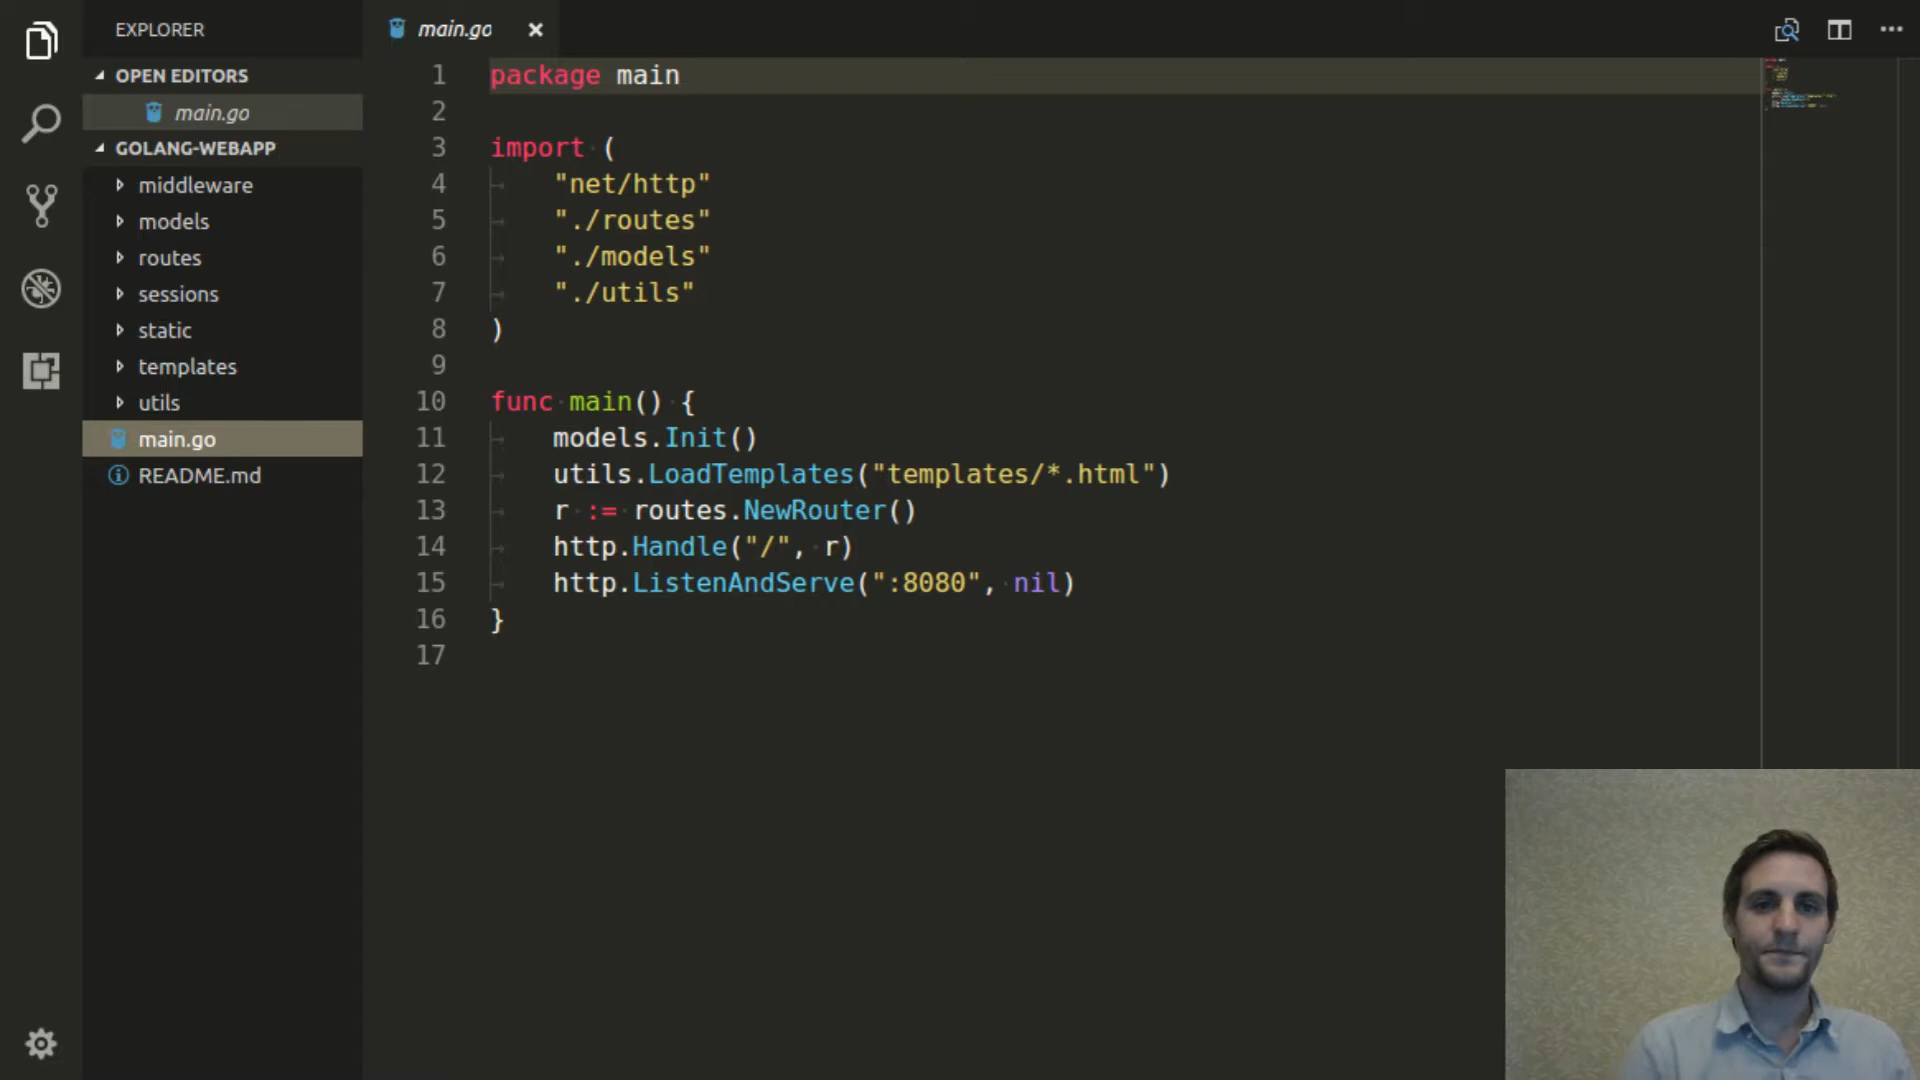 EXPLORER
OPEN EDITORS
main.go
GOLANG-WEBAPP
middleware
models
routes
sessions
static
templates
utils
main.go
README.md
main.go
1 package main
2
3 import (
4 "net/http"
5 "./routes"
6 "./models"
7 "./utils"
8 )
9
10 func main() {
11 models.Init()
12 utils.LoadTemplates("templates/*.html")
13 r := routes.NewRouter()
14 http.Handle("/", r)
15 http.ListenAndServe(":8080", nil)
16 }
17